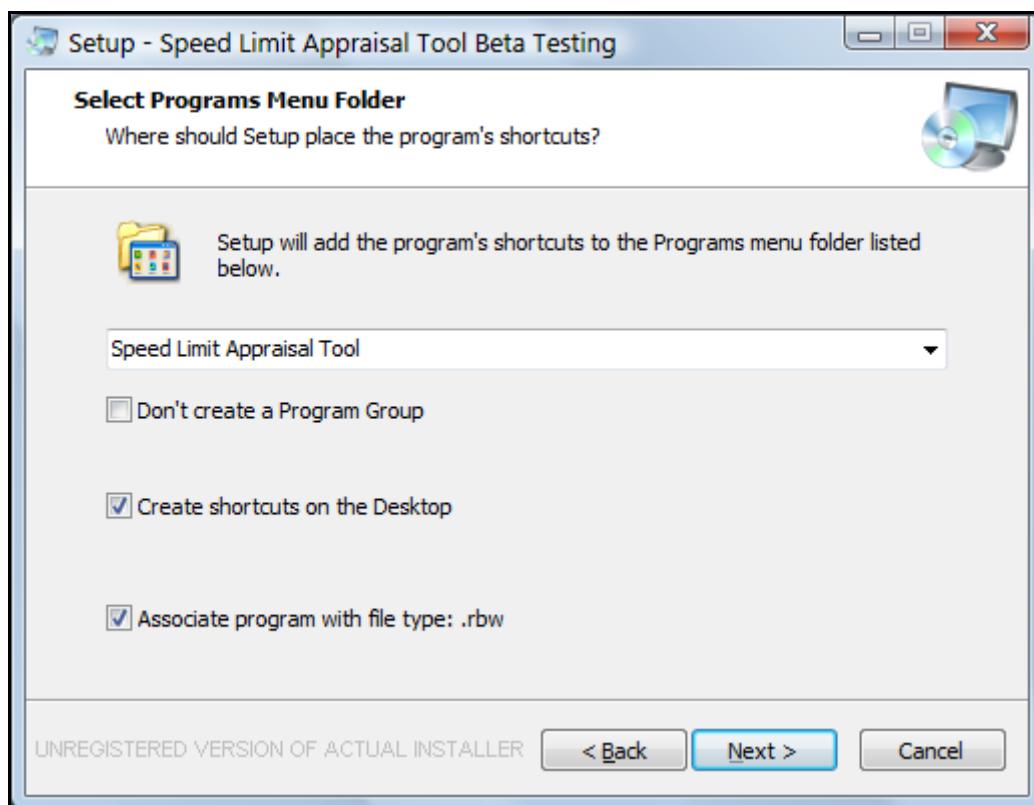 Setup - Speed Limit Appraisal Tool Beta Testing
Select Programs Menu Folder
Where should Setup place the program's shortcuts?
Setup will add the program's shortcuts to the Programs menu folder listed
below.
Speed Limit Appraisal Tool
Don't create a Program Group
Create shortcuts on the Desktop
Associate program with file type: .rbw
UNREGISTERED VERSION OF ACTUAL INSTALLER
< Back
Next >
Cancel